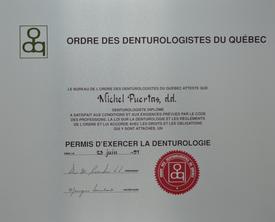 ORDRE DES DENTUROLOGISTES DU QUÉBEC
LE BUREAU DE L'ORDRE DES DENTUROLOGISTES DU QUÉBEC ATTESTE QUE
Michel Puertas, d.d.
DENTUROLOGISTE DIPLÔMÉ
A SATISFAIT AUX CONDITIONS ET AUX EXIGENCES PRÉVUES PAR LE CODE
DES PROFESSIONS, LA LOI SUR LA DENTUROLOGIE ET LES RÈGLEMENTS
DE L'ORDRE ET LUI ACCORDE AVEC LES DROITS ET LES OBLIGATIONS
QUI Y SONT ATTACHÉS, UN
PERMIS D'EXERCER LA DENTUROLOGIE
juin